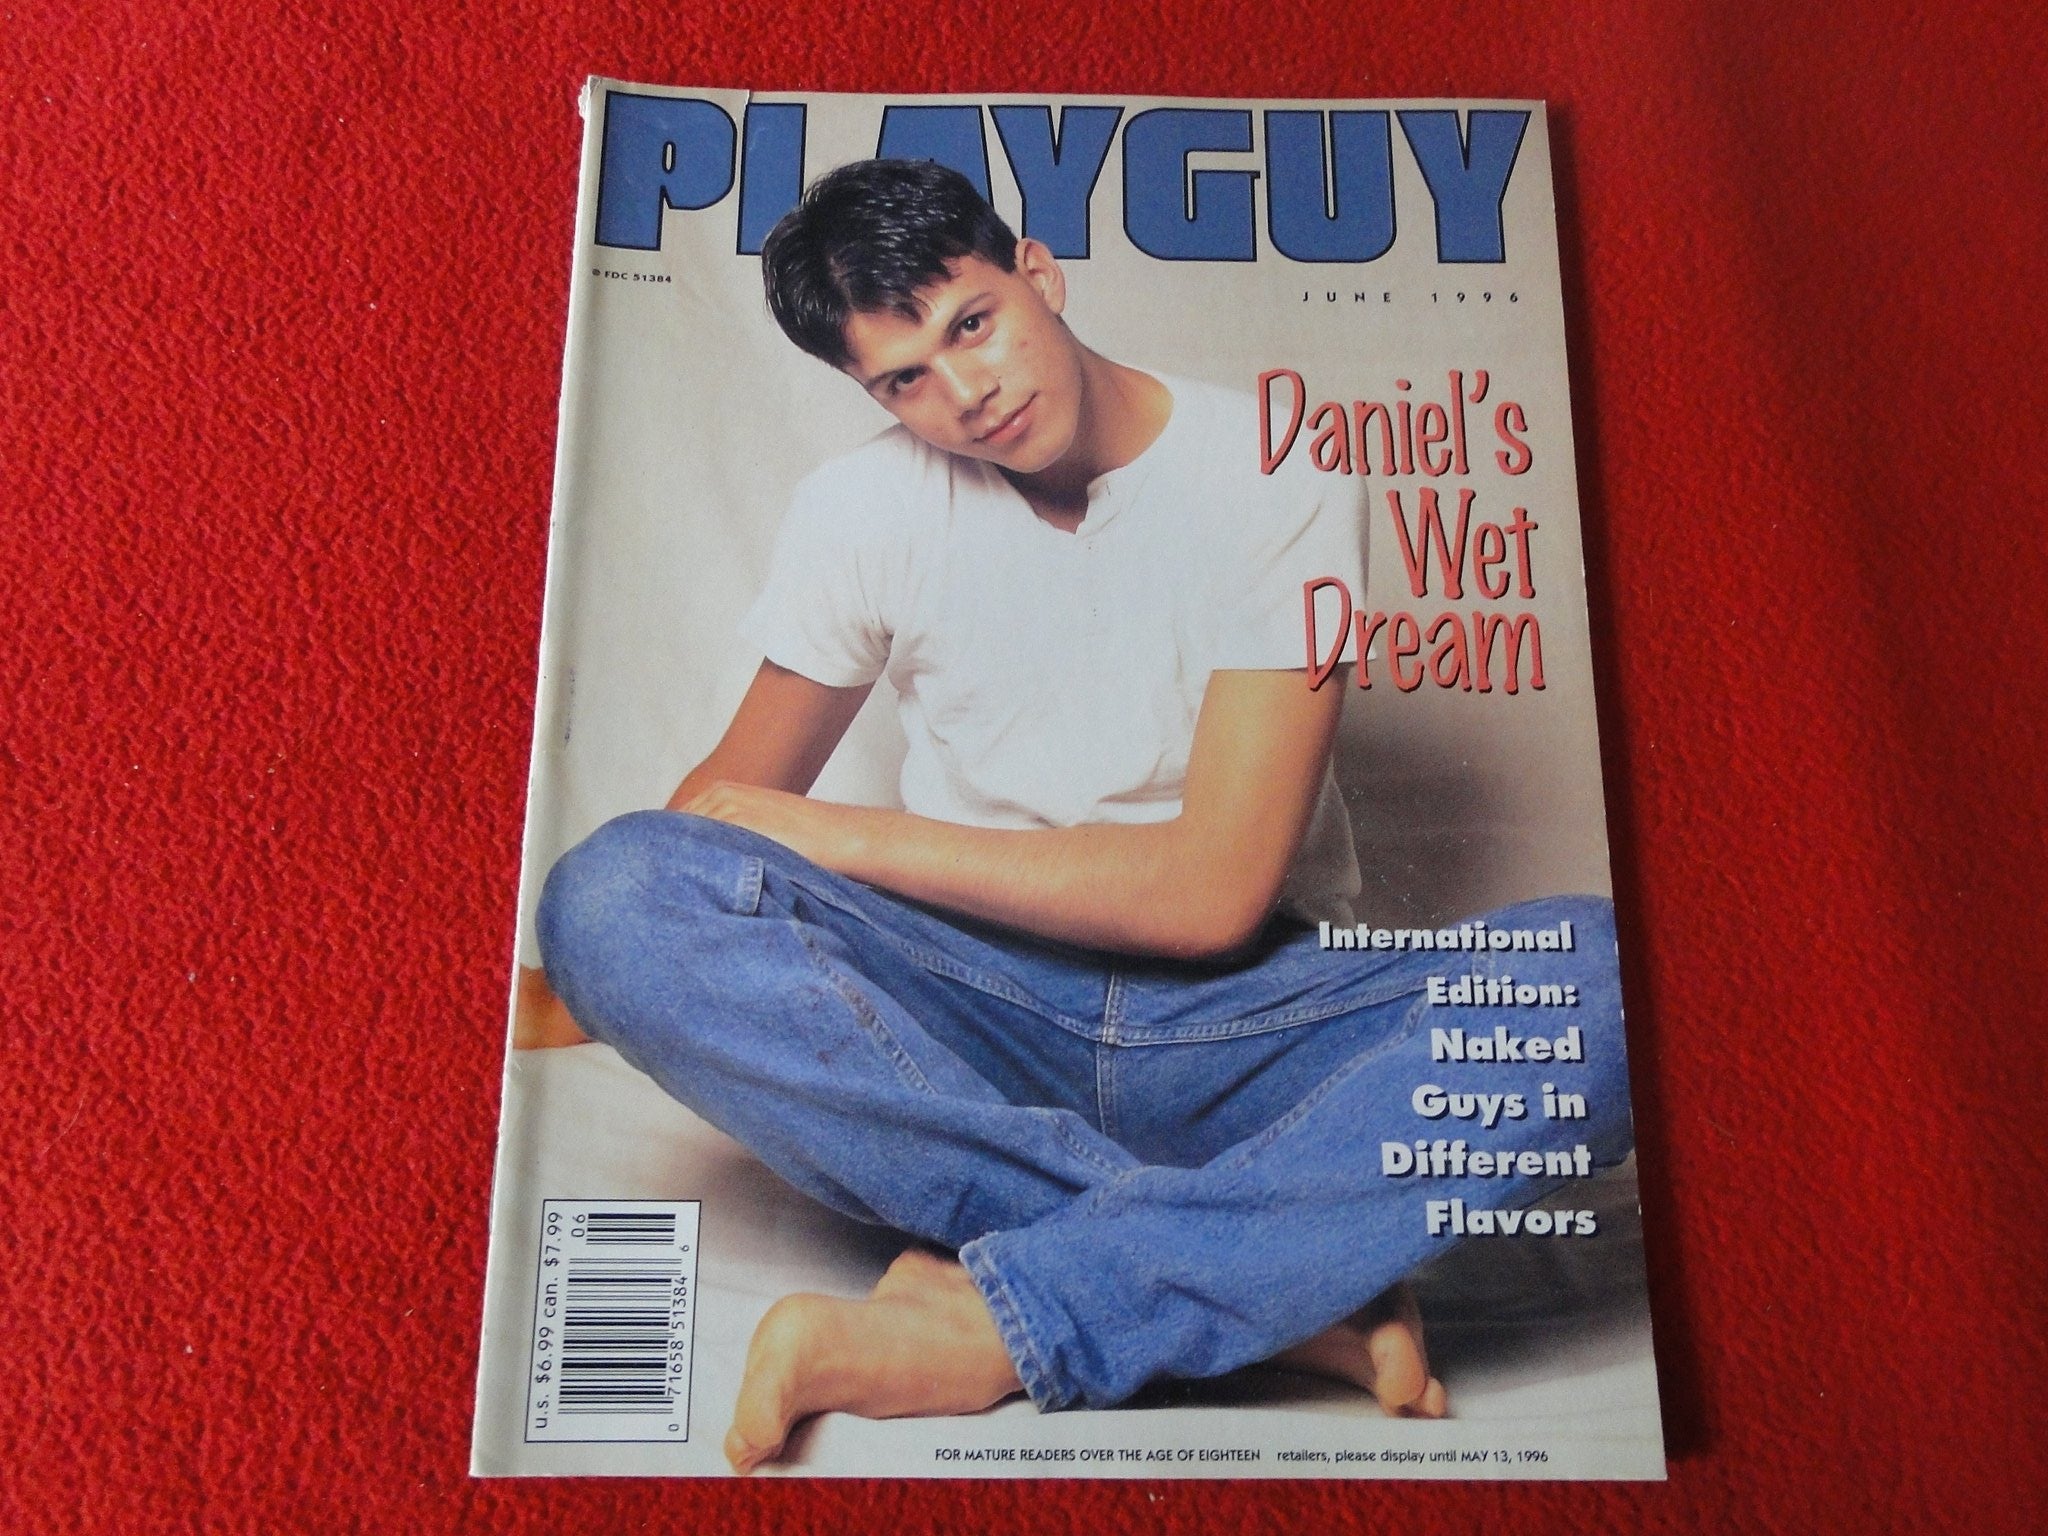 PLAYGUY
® FDC 51384
JUNE 1996
Daniel's
Wet
Dream
International
Edition:
Naked
Guys in
Different
Flavors
u.s. $6.99 can. $7.99
06
0 71658 51384 6
FOR MATURE READERS OVER THE AGE OF EIGHTEEN retailers, please display until MAY 13, 1996